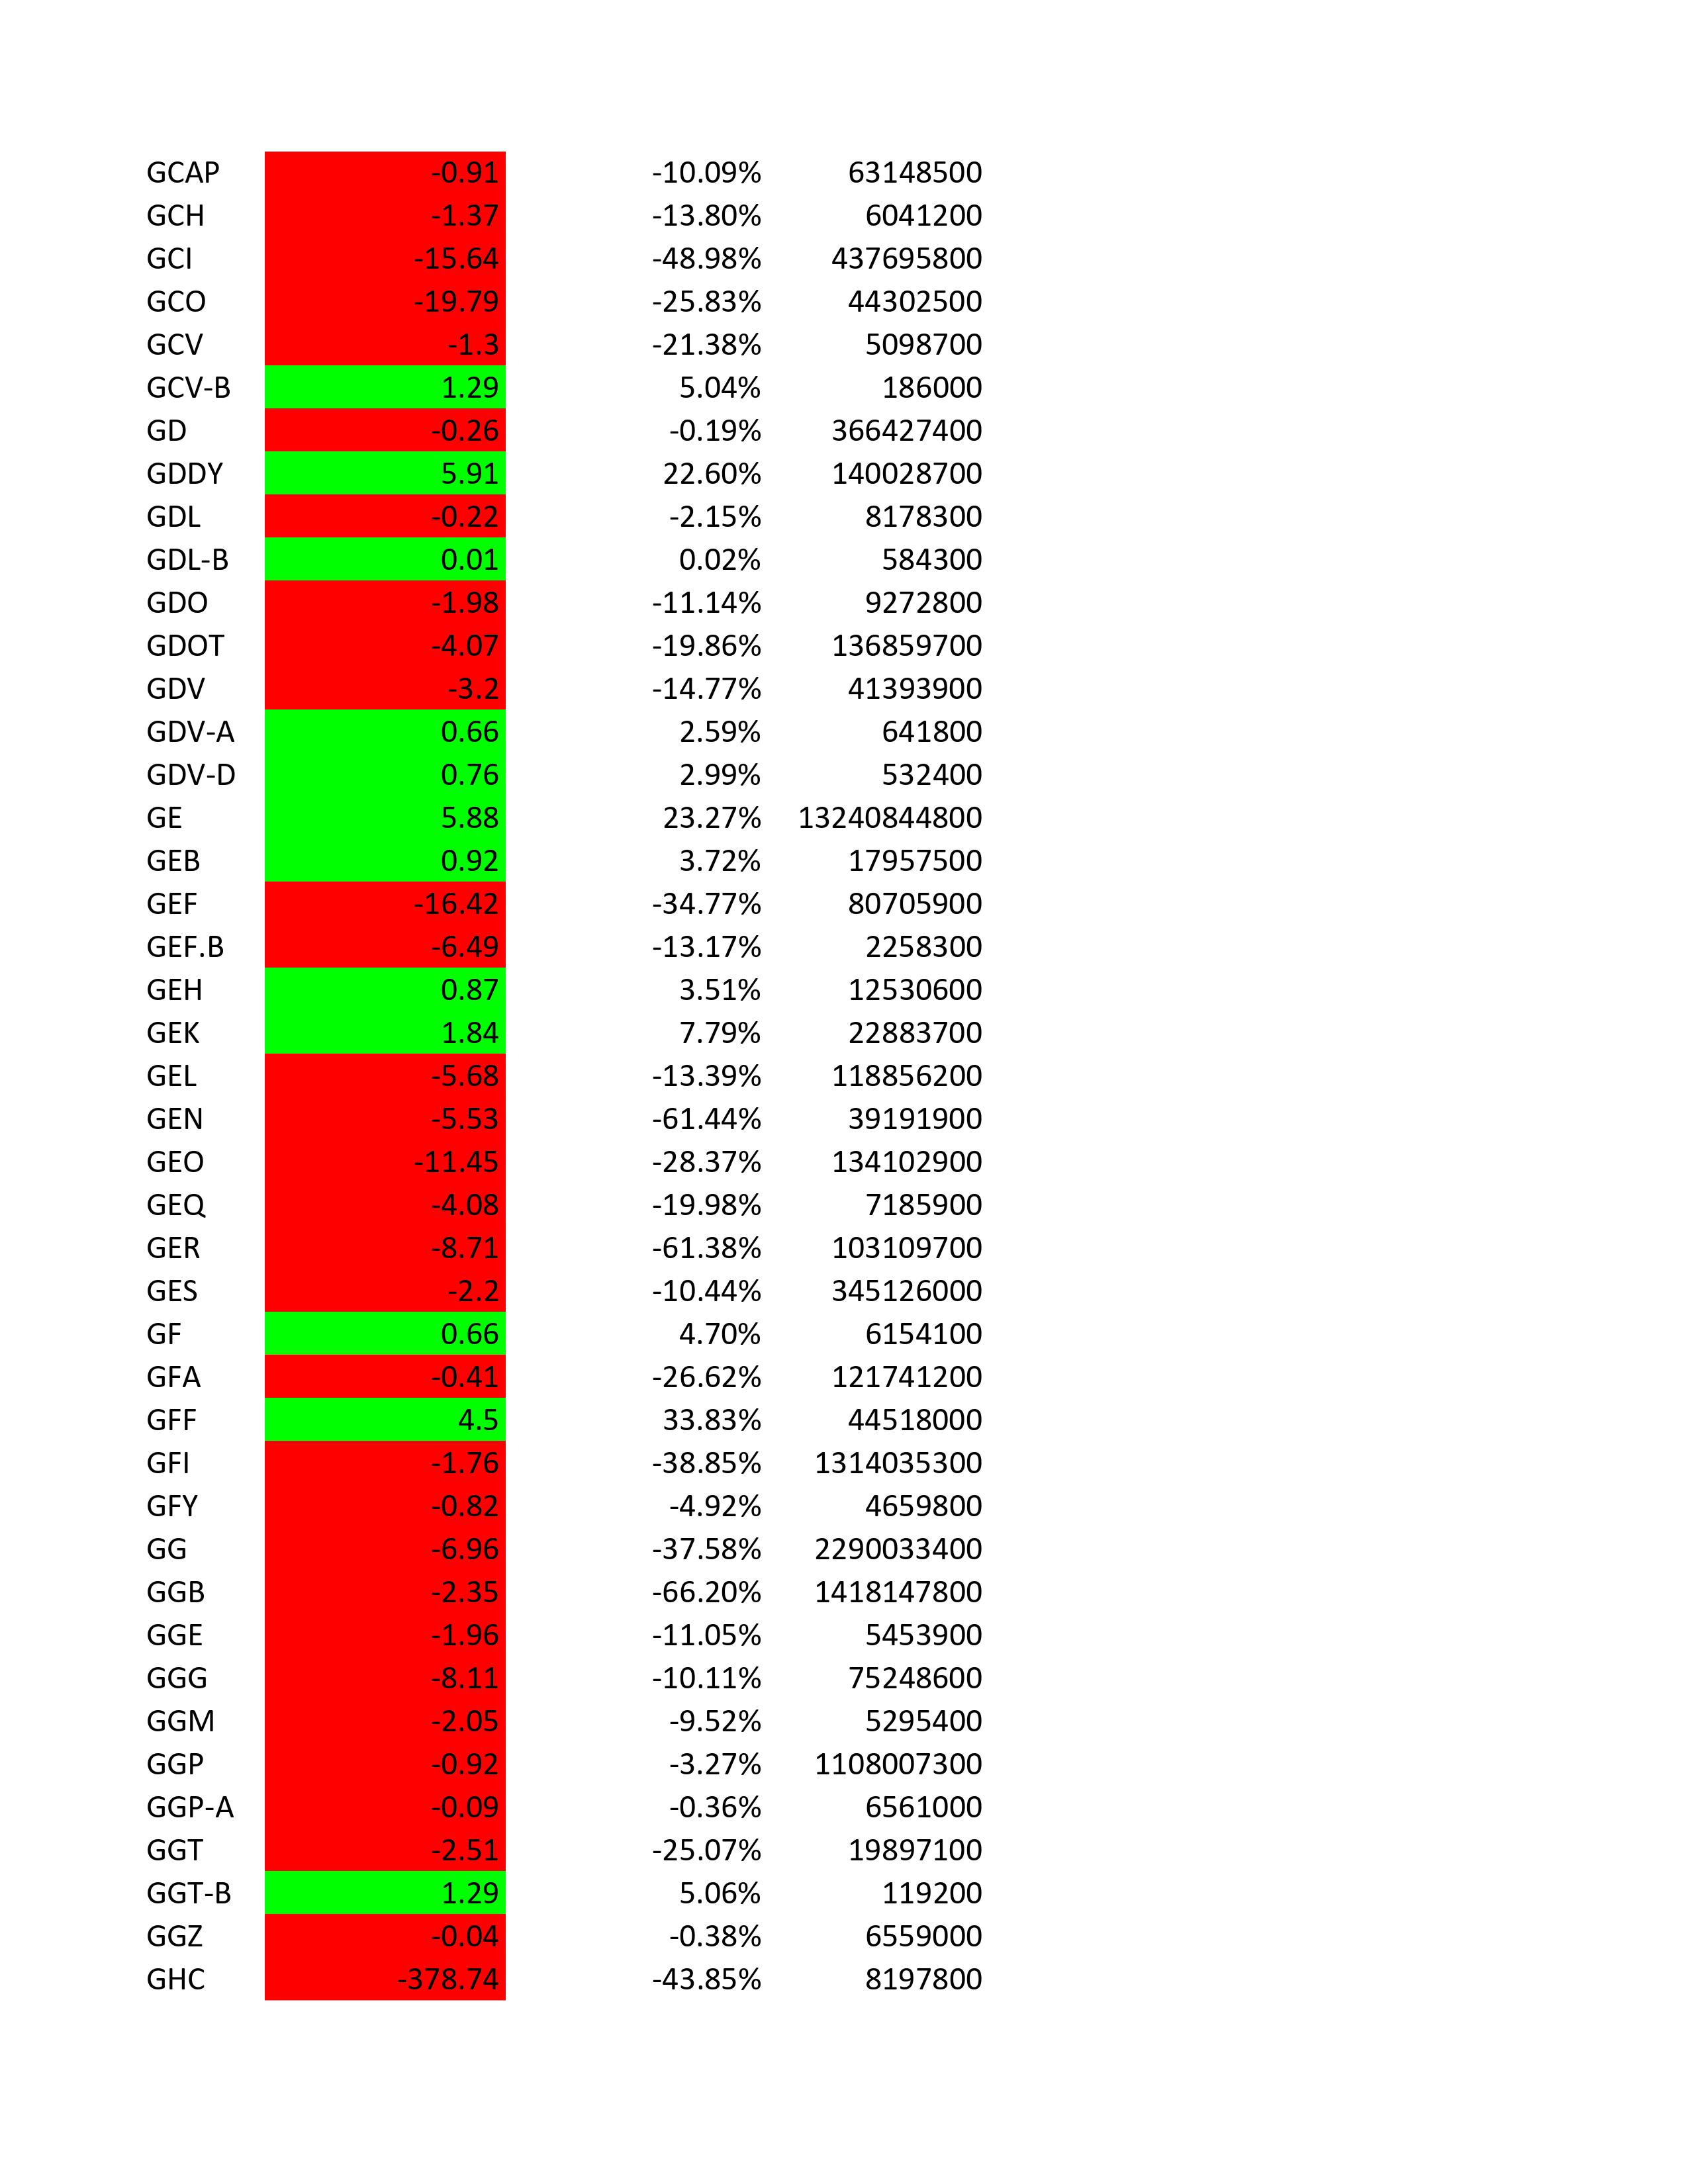 GCAP -0.91 -10.09% 63148500
GCH -1.37 -13.80% 6041200
GCI -15.64 -48.98% 437695800
GCO -19.79 -25.83% 44302500
GCV -1.3 -21.38% 5098700
GCV-B 1.29 5.04% 186000
GD -0.26 -0.19% 366427400
GDDY 5.91 22.60% 140028700
GDL -0.22 -2.15% 8178300
GDL-B 0.01 0.02% 584300
GDO -1.98 -11.14% 9272800
GDOT -4.07 -19.86% 136859700
GDV -3.2 -14.77% 41393900
GDV-A 0.66 2.59% 641800
GDV-D 0.76 2.99% 532400
GE 5.88 23.27% 13240844800
GEB 0.92 3.72% 17957500
GEF -16.42 -34.77% 80705900
GEF.B -6.49 -13.17% 2258300
GEH 0.87 3.51% 12530600
GEK 1.84 7.79% 22883700
GEL -5.68 -13.39% 118856200
GEN -5.53 -61.44% 39191900
GEO -11.45 -28.37% 134102900
GEQ -4.08 -19.98% 7185900
GER -8.71 -61.38% 103109700
GES -2.2 -10.44% 345126000
GF 0.66 4.70% 6154100
GFA -0.41 -26.62% 121741200
GFF 4.5 33.83% 44518000
GFI -1.76 -38.85% 1314035300
GFY -0.82 -4.92% 4659800
GG -6.96 -37.58% 2290033400
GGB -2.35 -66.20% 1418147800
GGE -1.96 -11.05% 5453900
GGG -8.11 -10.11% 75248600
GGM -2.05 -9.52% 5295400
GGP -0.92 -3.27% 1108007300
GGP-A -0.09 -0.36% 6561000
GGT -2.51 -25.07% 19897100
GGT-B 1.29 5.06% 119200
GGZ -0.04 -0.38% 6559000
GHC -378.74 -43.85% 8197800